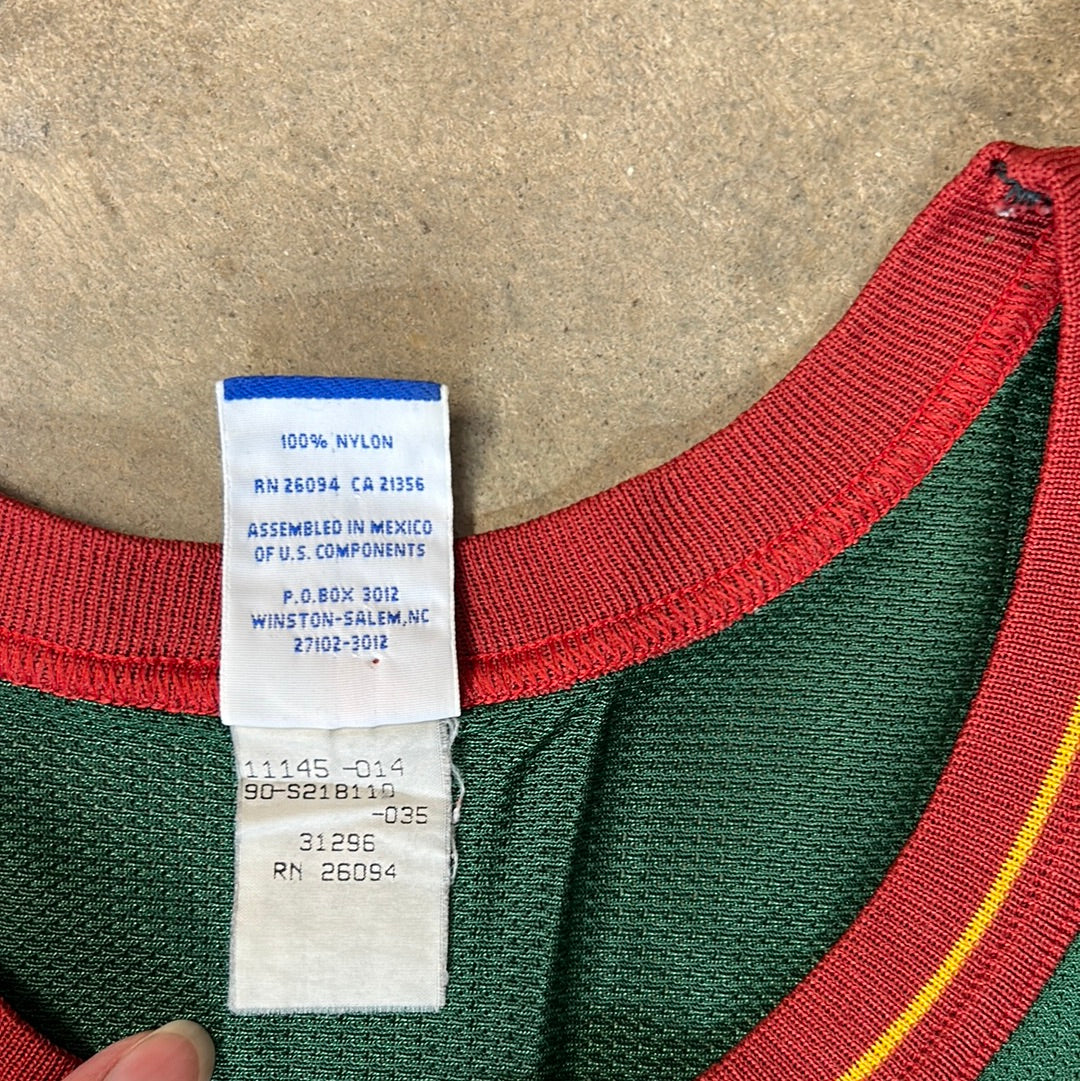 100% NYLON
RN 26094 CA 21356
ASSEMBLED IN MEXICO
OF U.S. COMPONENTS
P.O.BOX 3012
WINSTON-SALEM,NC
27102-3012
11145 -014
90-S218110
-035
31296
RN 26094